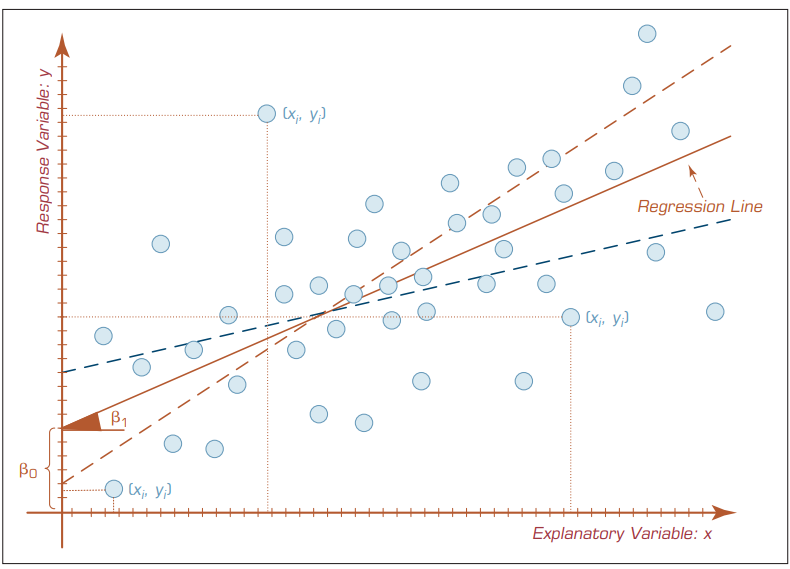 Response Variable: y
(xᵢ, yᵢ)
Regression Line
(xᵢ, yᵢ)
β₁
β₀
(xᵢ, yᵢ)
Explanatory Variable: x